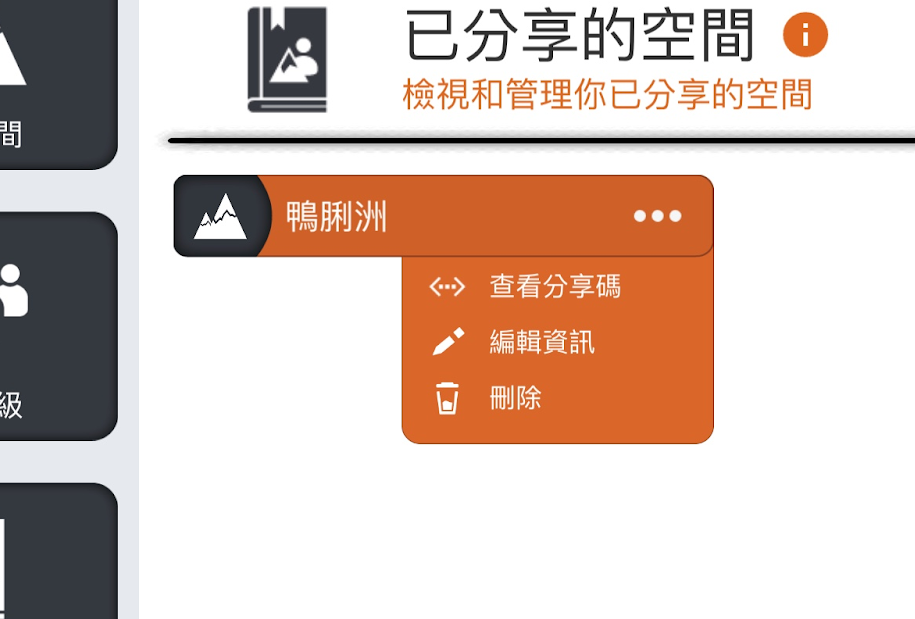 已分享的空間
i
檢視和管理你已分享的空間
間
鴨脷洲
查看分享碼
編輯資訊
級
刪除